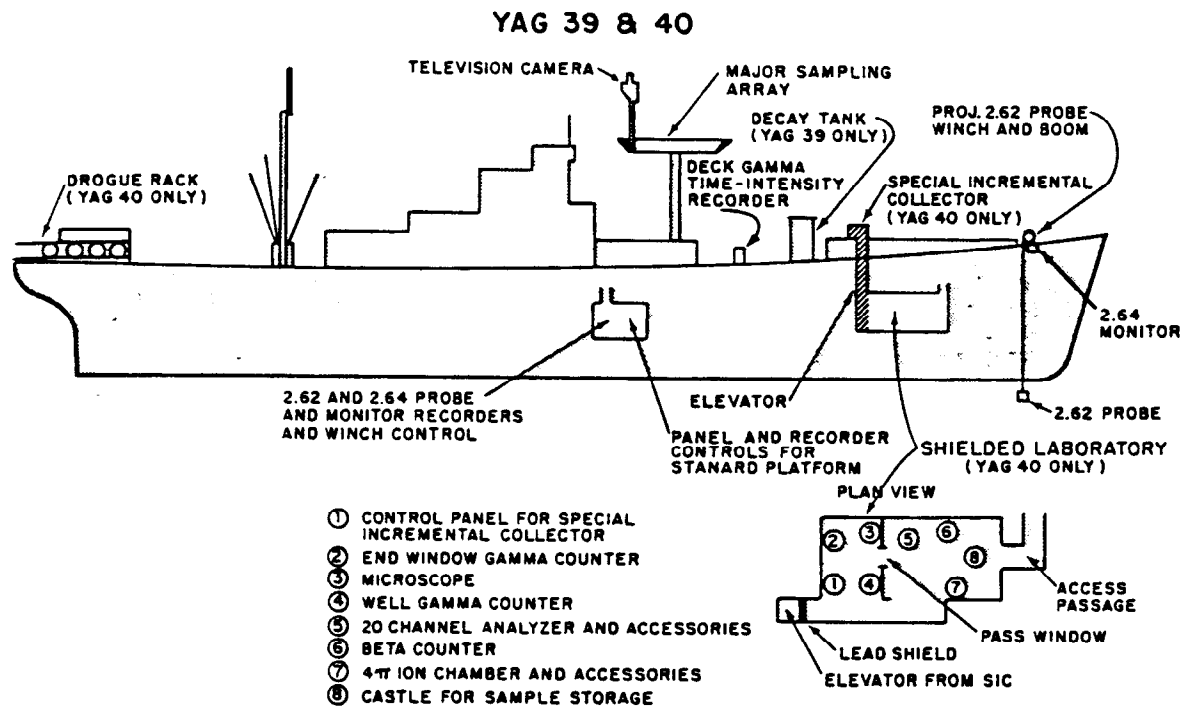 YAG 39 & 40
TELEVISION CAMERA
MAJOR SAMPLING
ARRAY
DECAY TANK
(YAG 39 ONLY)
PROJ. 2.62 PROBE
WINCH AND BOOM
DROGUE RACK
(YAG 40 ONLY)
DECK GAMMA
TIME-INTENSITY
RECORDER
SPECIAL INCREMENTAL
COLLECTOR
(YAG 40 ONLY)
2.64
MONITOR
2.62 AND 2.64 PROBE
AND MONITOR RECORDERS
AND WINCH CONTROL
ELEVATOR
2.62 PROBE
PANEL AND RECORDER
CONTROLS FOR
STANARD PLATFORM
SHIELDED LABORATORY
(YAG 40 ONLY)
PLAN VIEW
① CONTROL PANEL FOR SPECIAL
INCREMENTAL COLLECTOR
② END WINDOW GAMMA COUNTER
③ MICROSCOPE
④ WELL GAMMA COUNTER
⑤ 20 CHANNEL ANALYZER AND ACCESSORIES
⑥ BETA COUNTER
⑦ 4π ION CHAMBER AND ACCESSORIES
⑧ CASTLE FOR SAMPLE STORAGE
② ③ ⑤ ⑥
⑧
① ④ ⑦
ACCESS
PASSAGE
PASS WINDOW
LEAD SHIELD
ELEVATOR FROM SIC